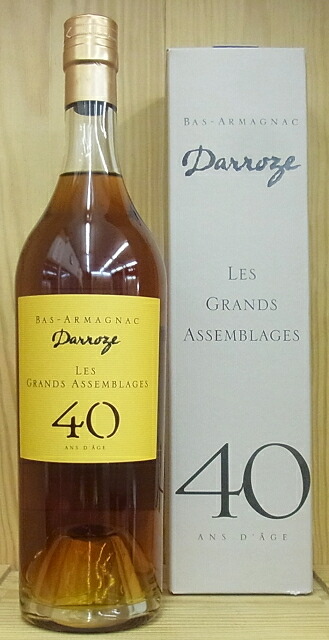 BAS-ARMAGNAC
Darroze
LES
GRANDS ASSEMBLAGES
40
ANS D'ÂGE
BAS-ARMAGNAC
Darroze
LES
GRANDS
ASSEMBLAGES
40
ANS D'ÂGE